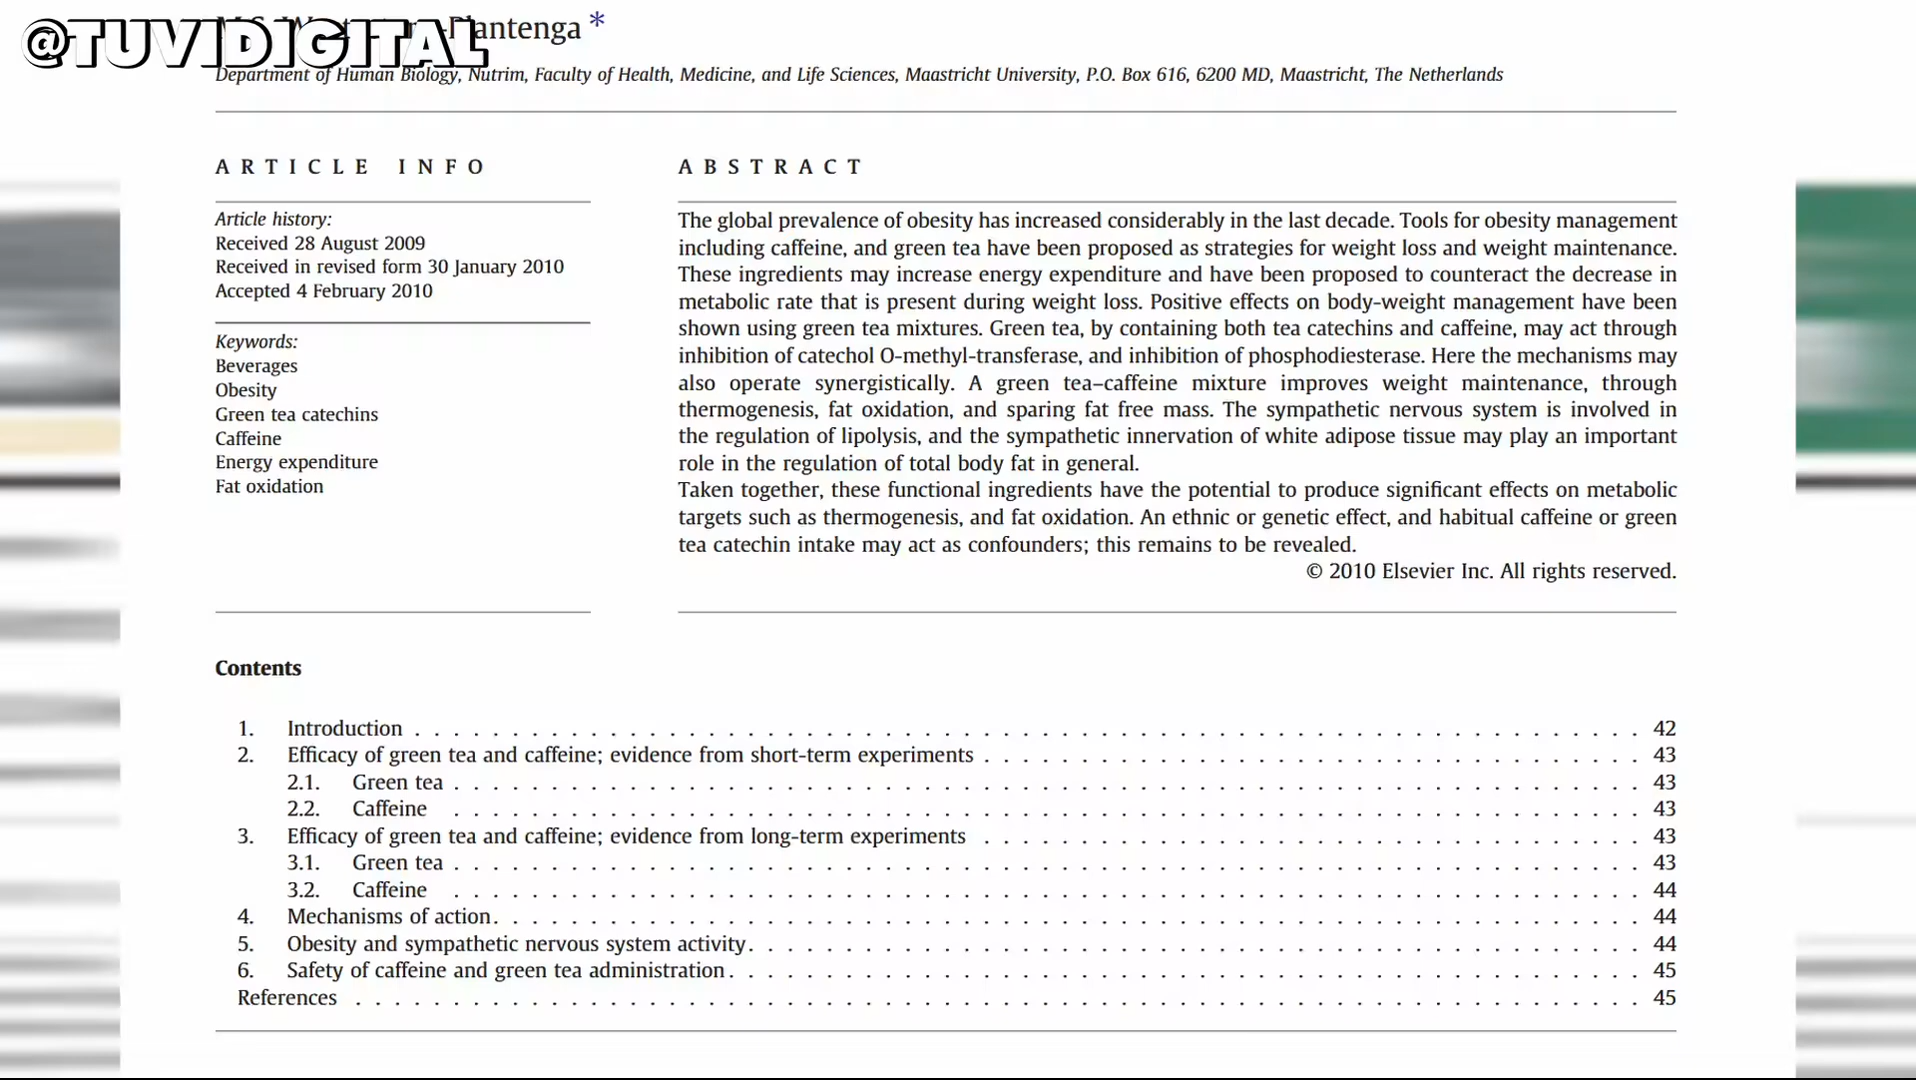 @TUVIDIGITAL
Plantenga *
Department of Human Biology, Nutrim, Faculty of Health, Medicine, and Life Sciences, Maastricht University, P.O. Box 616, 6200 MD, Maastricht, The Netherlands
ARTICLE INFO
Article history:
Received 28 August 2009
Received in revised form 30 January 2010
Accepted 4 February 2010
Keywords:
Beverages
Obesity
Green tea catechins
Caffeine
Energy expenditure
Fat oxidation
ABSTRACT
The global prevalence of obesity has increased considerably in the last decade. Tools for obesity management
including caffeine, and green tea have been proposed as strategies for weight loss and weight maintenance.
These ingredients may increase energy expenditure and have been proposed to counteract the decrease in
metabolic rate that is present during weight loss. Positive effects on body-weight management have been
shown using green tea mixtures. Green tea, by containing both tea catechins and caffeine, may act through
inhibition of catechol O-methyl-transferase, and inhibition of phosphodiesterase. Here the mechanisms may
also operate synergistically. A green tea–caffeine mixture improves weight maintenance, through
thermogenesis, fat oxidation, and sparing fat free mass. The sympathetic nervous system is involved in
the regulation of lipolysis, and the sympathetic innervation of white adipose tissue may play an important
role in the regulation of total body fat in general.
Taken together, these functional ingredients have the potential to produce significant effects on metabolic
targets such as thermogenesis, and fat oxidation. An ethnic or genetic effect, and habitual caffeine or green
tea catechin intake may act as confounders; this remains to be revealed.
© 2010 Elsevier Inc. All rights reserved.
Contents
1. Introduction . . . . . . . . . . 42
2. Efficacy of green tea and caffeine; evidence from short-term experiments . . . . . . . . . . 43
2.1. Green tea . . . . . . . . . . 43
2.2. Caffeine . . . . . . . . . . 43
3. Efficacy of green tea and caffeine; evidence from long-term experiments . . . . . . . . . . 43
3.1. Green tea . . . . . . . . . . 43
3.2. Caffeine . . . . . . . . . . 44
4. Mechanisms of action . . . . . . . . . . 44
5. Obesity and sympathetic nervous system activity . . . . . . . . . . 44
6. Safety of caffeine and green tea administration . . . . . . . . . . 45
References . . . . . . . . . . 45